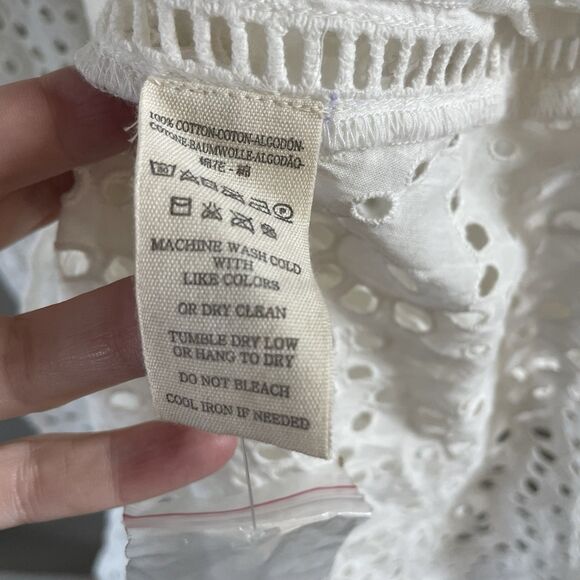 100% COTTON-COTON-ALGODÓN-
COTONE-BAUMWOLLE-ALGODÃO-
MACHINE WASH COLD
WITH
LIKE COLORS
OR DRY CLEAN
TUMBLE DRY LOW
OR HANG TO DRY
DO NOT BLEACH
COOL IRON IF NEEDED